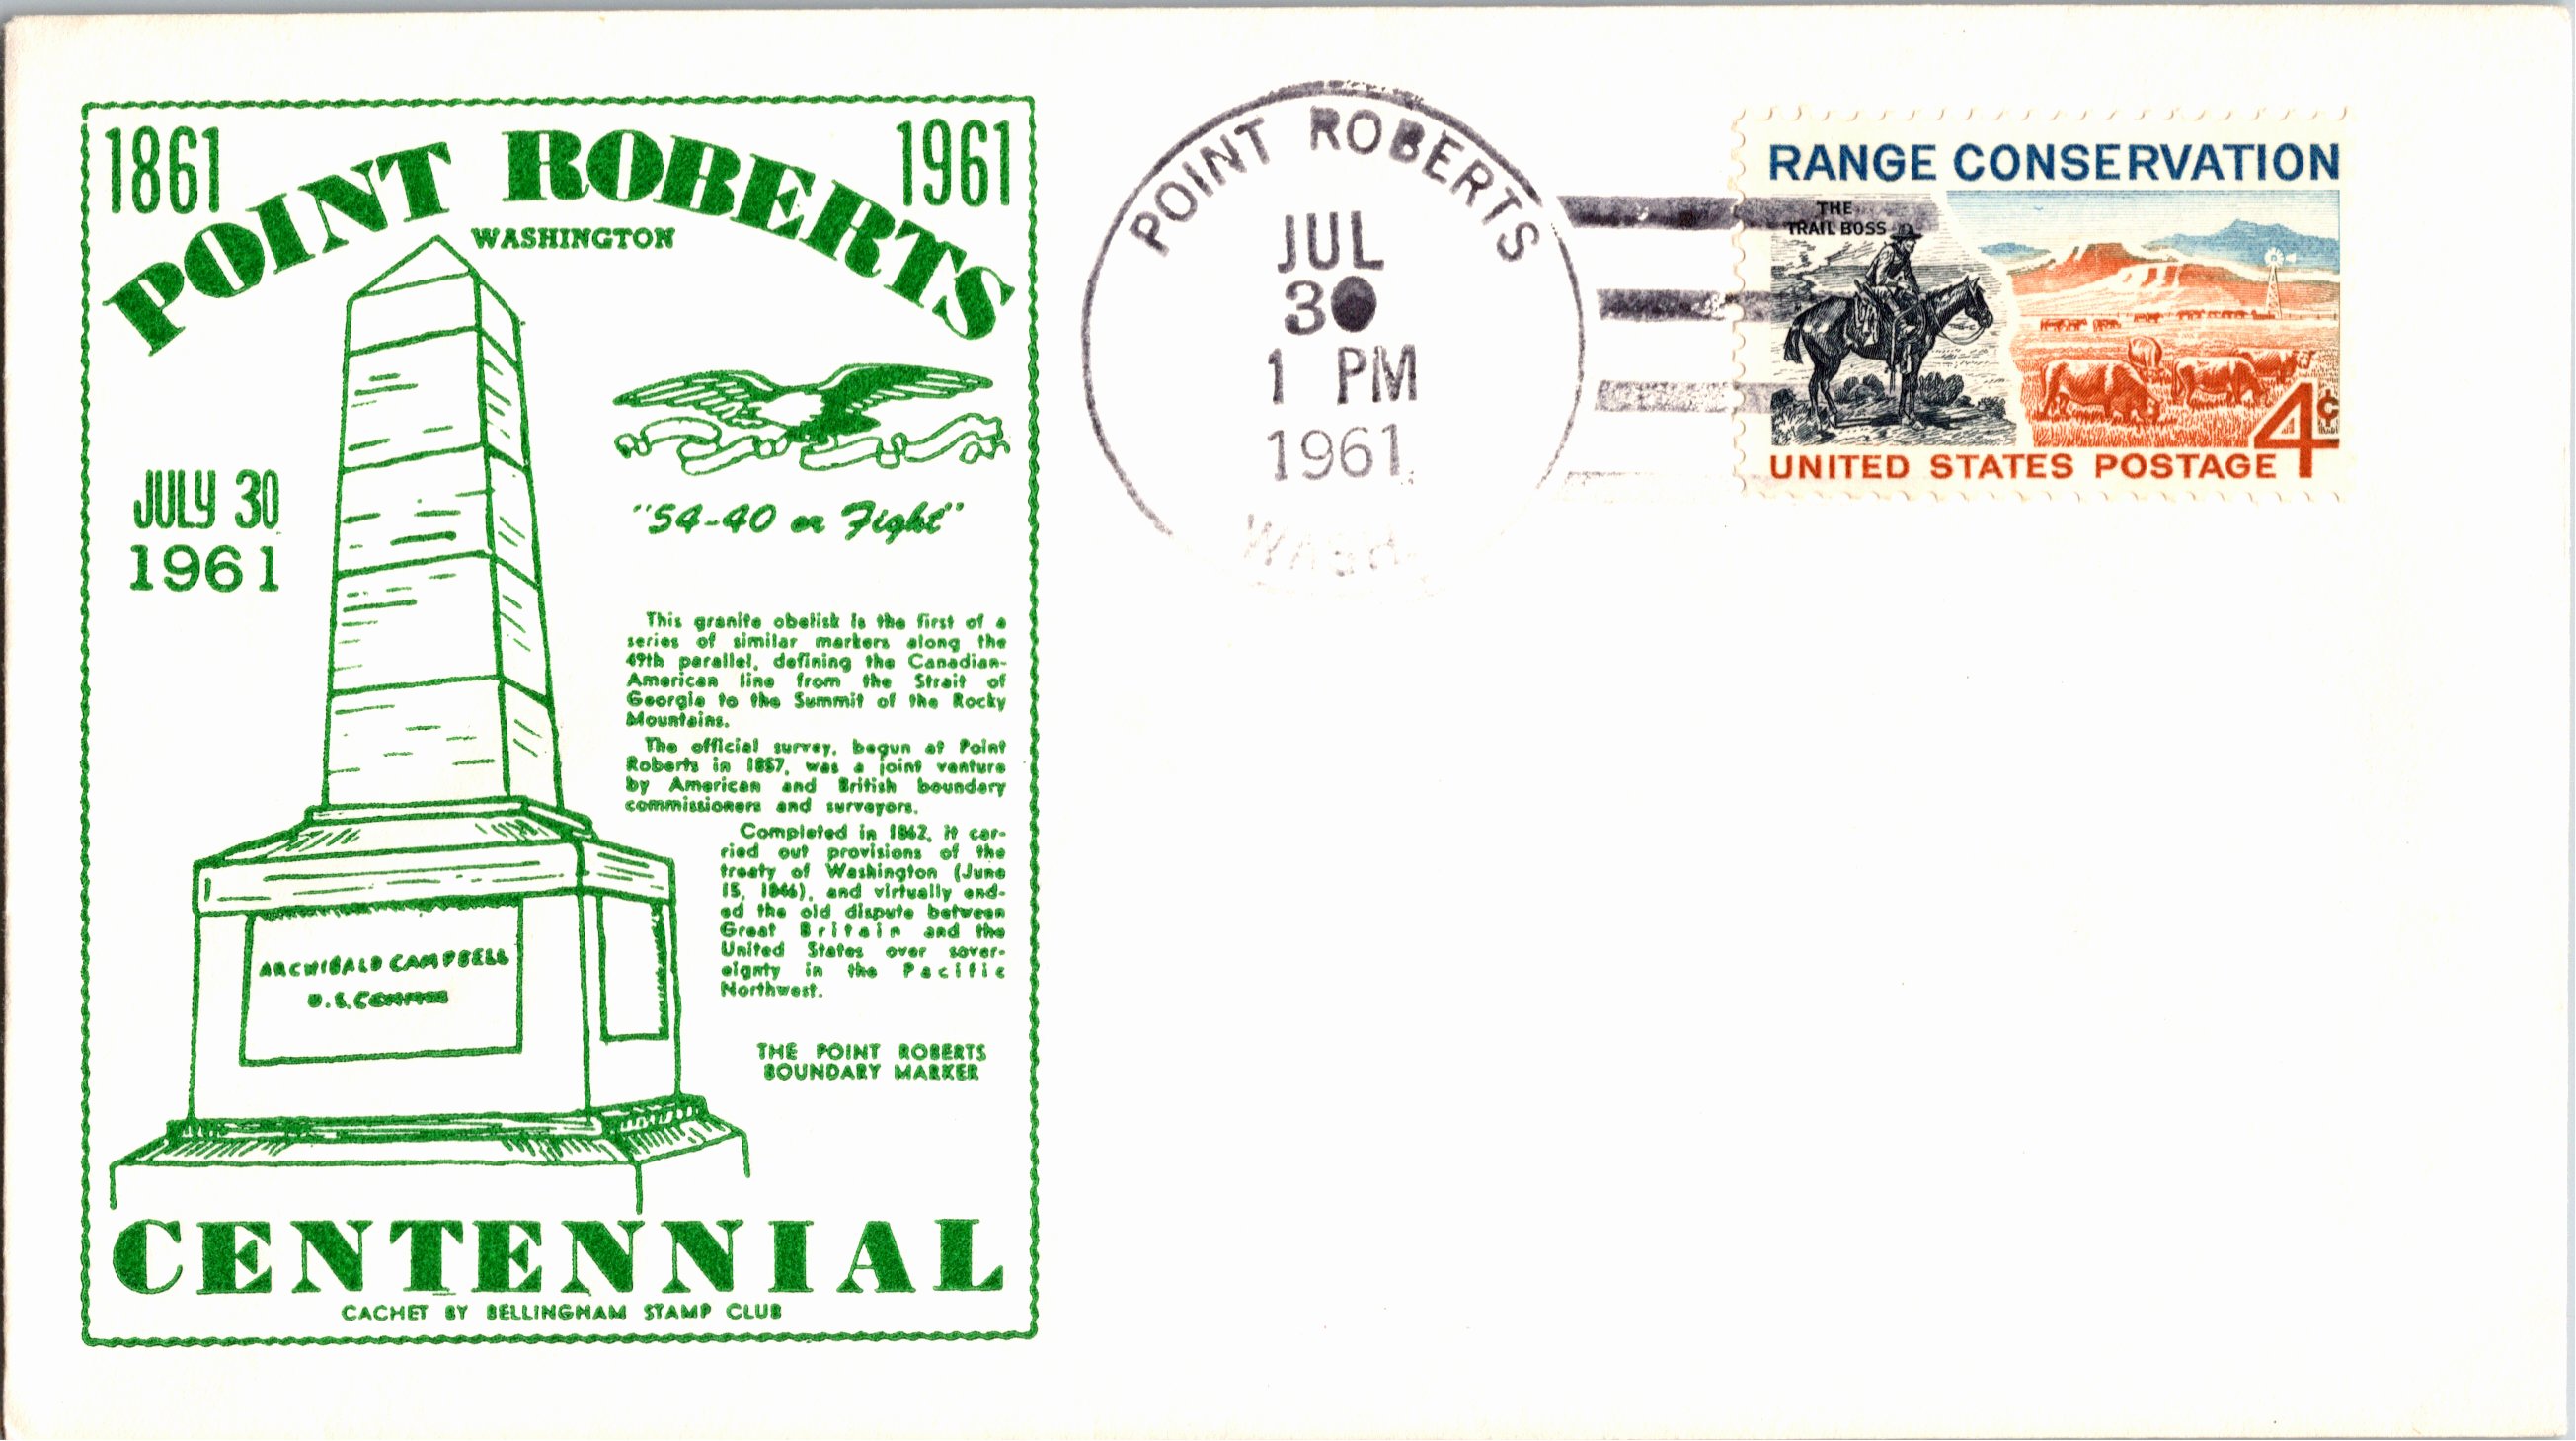 1861 1961
POINT ROBERTS
WASHINGTON
JULY 30
1961
"54-40 or Fight"
This granite obelisk is the first of a
series of similar markers along the
49th parallel, defining the Canadian-
American line from the Strait of
Georgia to the Summit of the Rocky
Mountains.
The official survey, begun at Point
Roberts in 1857, was a joint venture
by American and British boundary
commissioners and surveyors.
Completed in 1862, it car-
ried out provisions of the
treaty of Washington (June
15, 1846), and virtually end-
ed the old dispute between
Great Britain and the
United States over sover-
eignty in the Pacific
Northwest.
ARCHIBALD CAMPBELL
U.S.
THE POINT ROBERTS
BOUNDARY MARKER
CENTENNIAL
CACHET BY BELLINGHAM STAMP CLUB
POINT ROBERTS
JUL
30
1 PM
1961
WASH.
RANGE CONSERVATION
THE
TRAIL BOSS
4¢
UNITED STATES POSTAGE